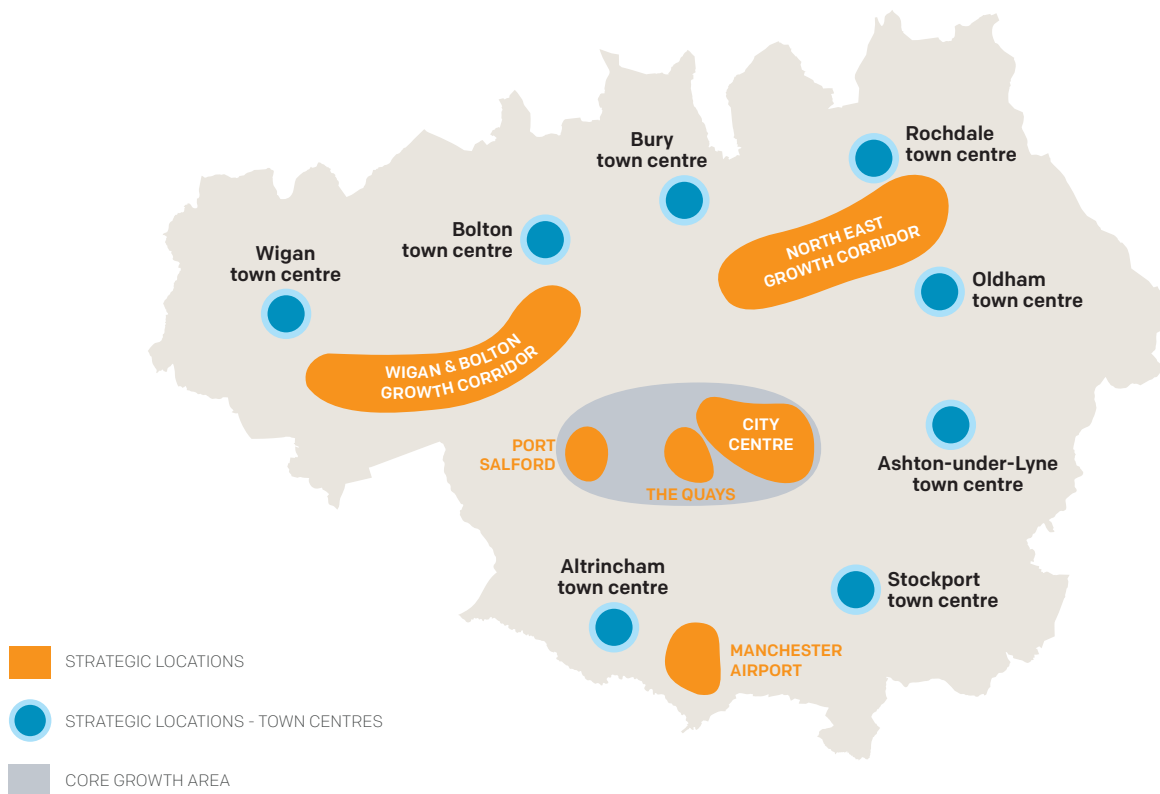 Rochdale
town centre
Bury
town centre
Bolton
town centre
Wigan
town centre
NORTH EAST
GROWTH CORRIDOR
Oldham
town centre
WIGAN & BOLTON
GROWTH CORRIDOR
CITY
CENTRE
PORT
SALFORD
THE QUAYS
Ashton-under-Lyne
town centre
Altrincham
town centre
Stockport
town centre
MANCHESTER
AIRPORT
STRATEGIC LOCATIONS
STRATEGIC LOCATIONS - TOWN CENTRES
CORE GROWTH AREA